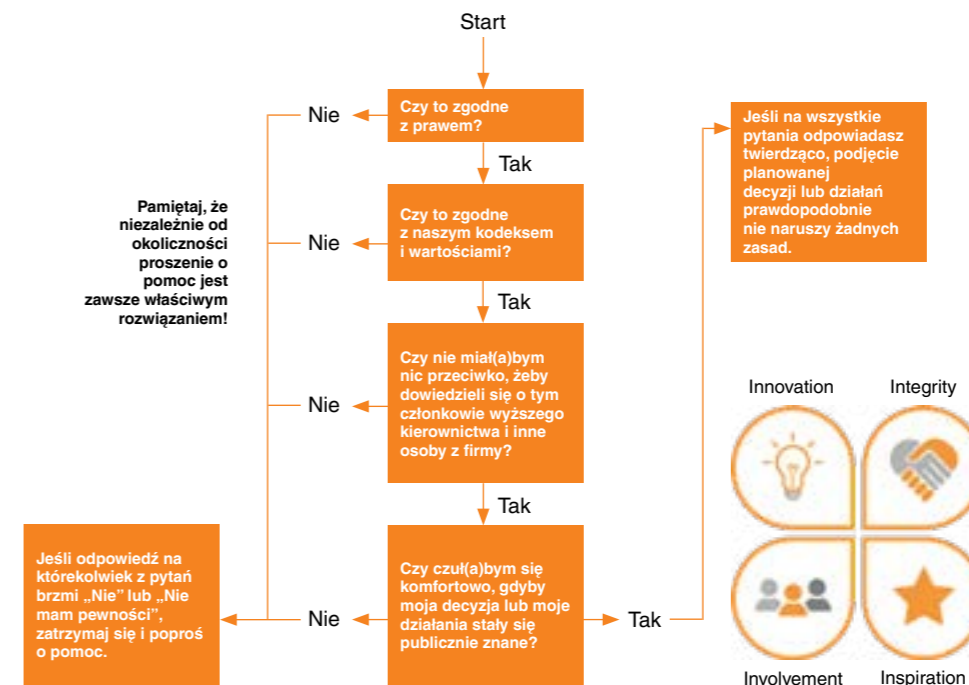 Start
Czy to zgodne
z prawem?
Nie
Tak
Czy to zgodne
z naszym kodeksem
i wartościami?
Nie
Tak
Czy nie miał(a)bym
nic przeciwko, żeby
dowiedzieli się o tym
członkowie wyższego
kierownictwa i inne
osoby z firmy?
Nie
Tak
Czy czuł(a)bym się
komfortowo, gdyby
moja decyzja lub moje
działania stały się
publicznie znane?
Nie
Tak
Pamiętaj, że
niezależnie od
okoliczności
proszenie o
pomoc jest
zawsze właściwym
rozwiązaniem!
Jeśli odpowiedź na
którekolwiek z pytań
brzmi „Nie” lub „Nie
mam pewności”,
zatrzymaj się i poproś
o pomoc.
Jeśli na wszystkie
pytania odpowiadasz
twierdząco, podjęcie
planowanej
decyzji lub działań
prawdopodobnie
nie naruszy żadnych
zasad.
Innovation
Integrity
Involvement
Inspiration